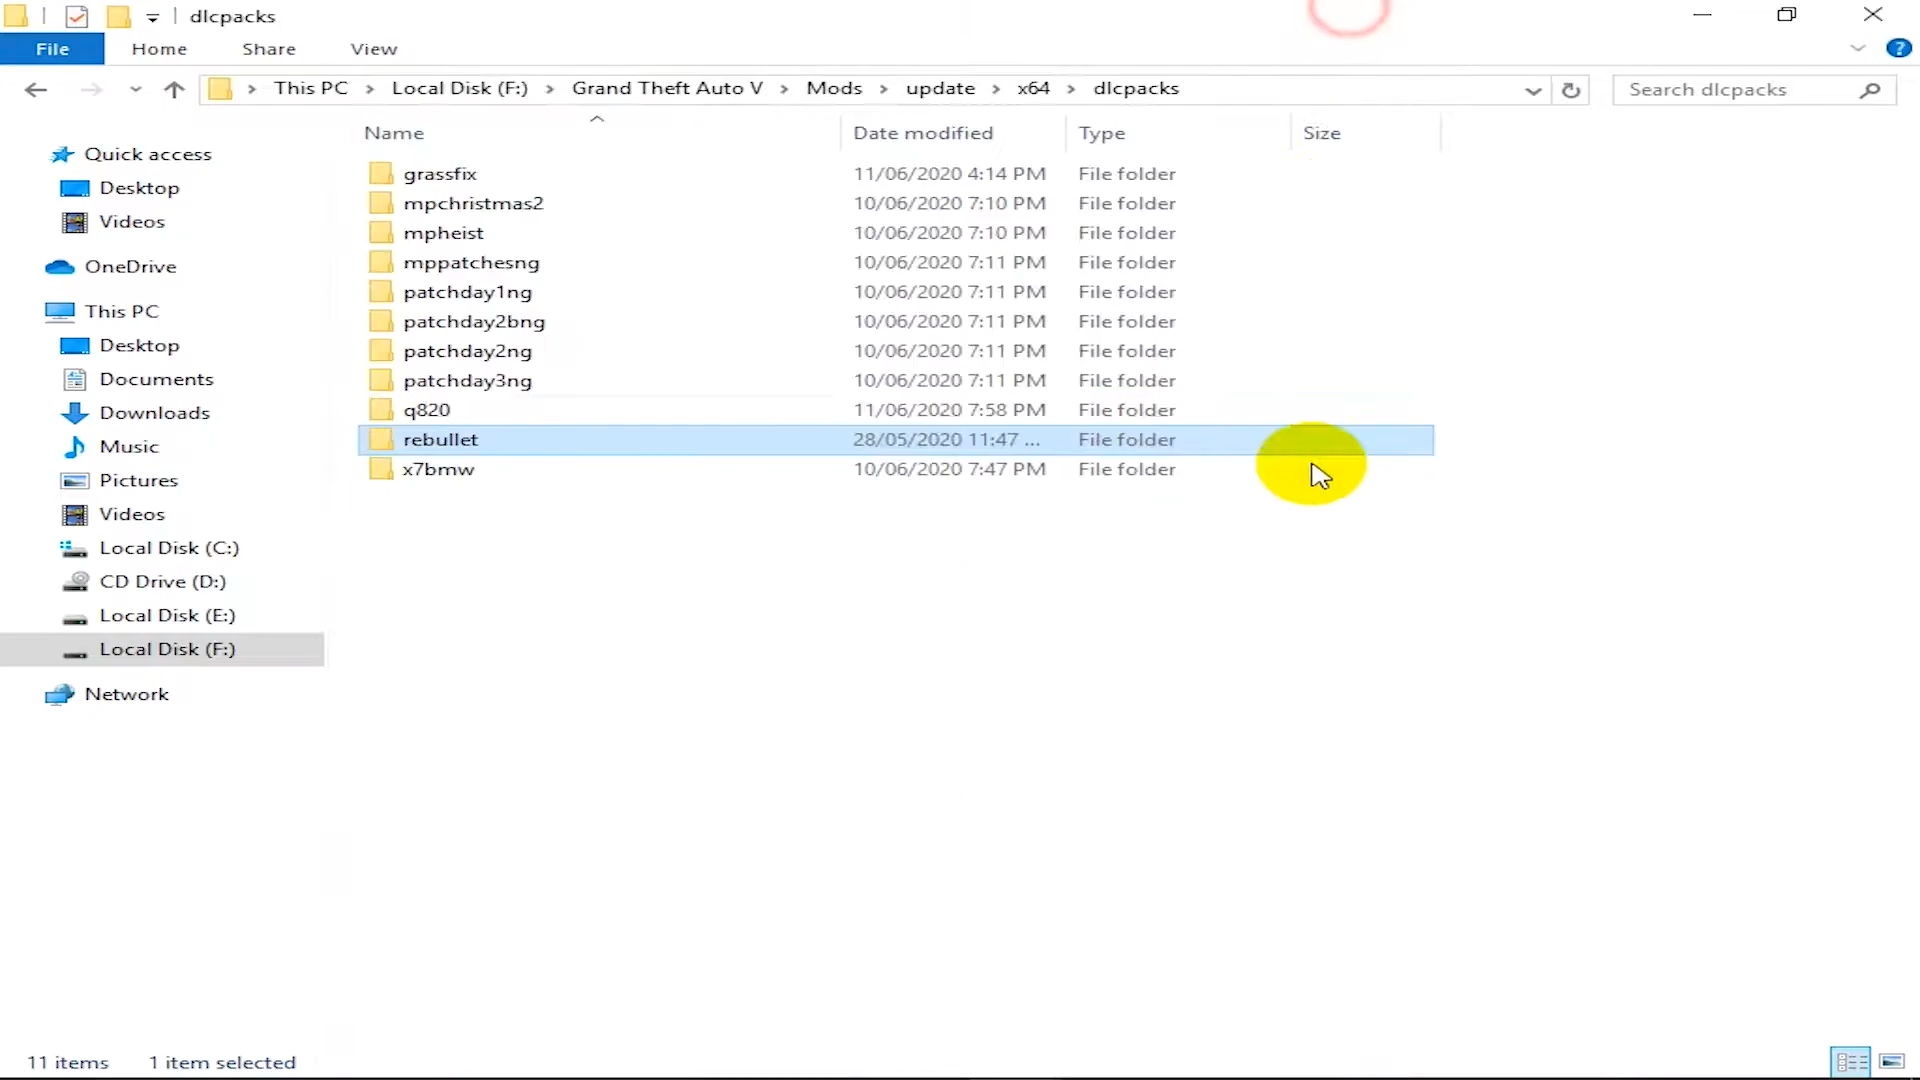 dlcpacks
File Home Share View
This PC Local Disk (F:) Grand Theft Auto V Mods update x64 dlcpacks Search dlcpacks
Name Date modified Type Size
Quick access
Desktop
Videos
OneDrive
This PC
Desktop
Documents
Downloads
Music
Pictures
Videos
Local Disk (C:)
CD Drive (D:)
Local Disk (E:)
Local Disk (F:)
Network
grassfix 11/06/2020 4:14 PM File folder
mpchristmas2 10/06/2020 7:10 PM File folder
mpheist 10/06/2020 7:10 PM File folder
mppatchesng 10/06/2020 7:11 PM File folder
patchday1ng 10/06/2020 7:11 PM File folder
patchday2bng 10/06/2020 7:11 PM File folder
patchday2ng 10/06/2020 7:11 PM File folder
patchday3ng 10/06/2020 7:11 PM File folder
q820 11/06/2020 7:58 PM File folder
rebullet 28/05/2020 11:47 ... File folder
x7bmw 10/06/2020 7:47 PM File folder
11 items 1 item selected